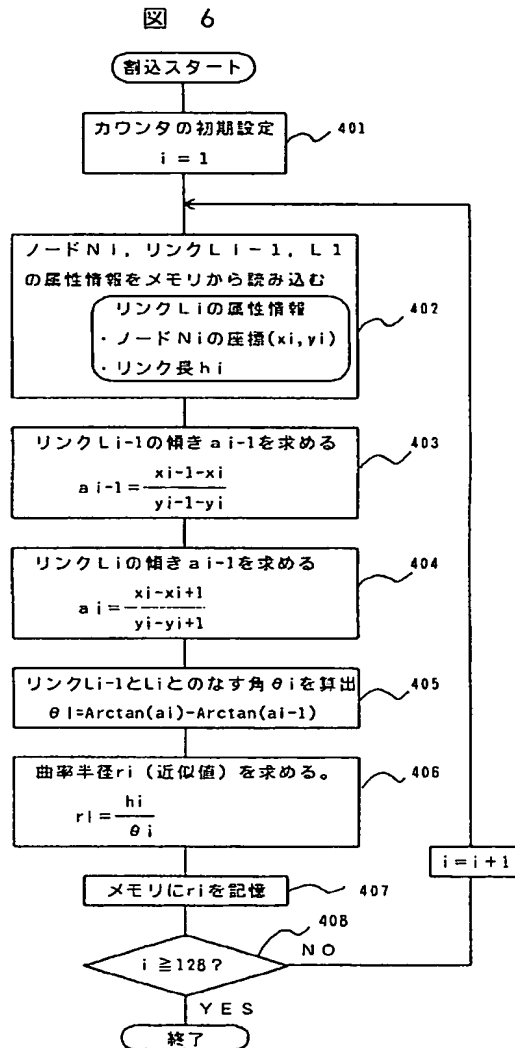 図 6
割込スタート
カウンタの初期設定
i = 1
401
ノードNi, リンクLi-1, L1
の属性情報をメモリから読み込む
リンクLiの属性情報
・ノードNiの座標(xi,yi)
・リンク長hi
402
リンクLi-1の傾きai-1を求める
ai-1=
xi-1-xi
yi-1-yi
403
リンクLiの傾きai-1を求める
ai=
xi-xi+1
yi-yi+1
404
リンクLi-1とLiとのなす角θiを算出
θl=Arctan(ai)-Arctan(ai-1)
405
曲率半径ri(近似値)を求める。
rl=
hi
θi
406
i=i+1
メモリにriを記憶
407
408
i≧128?
NO
YES
終了